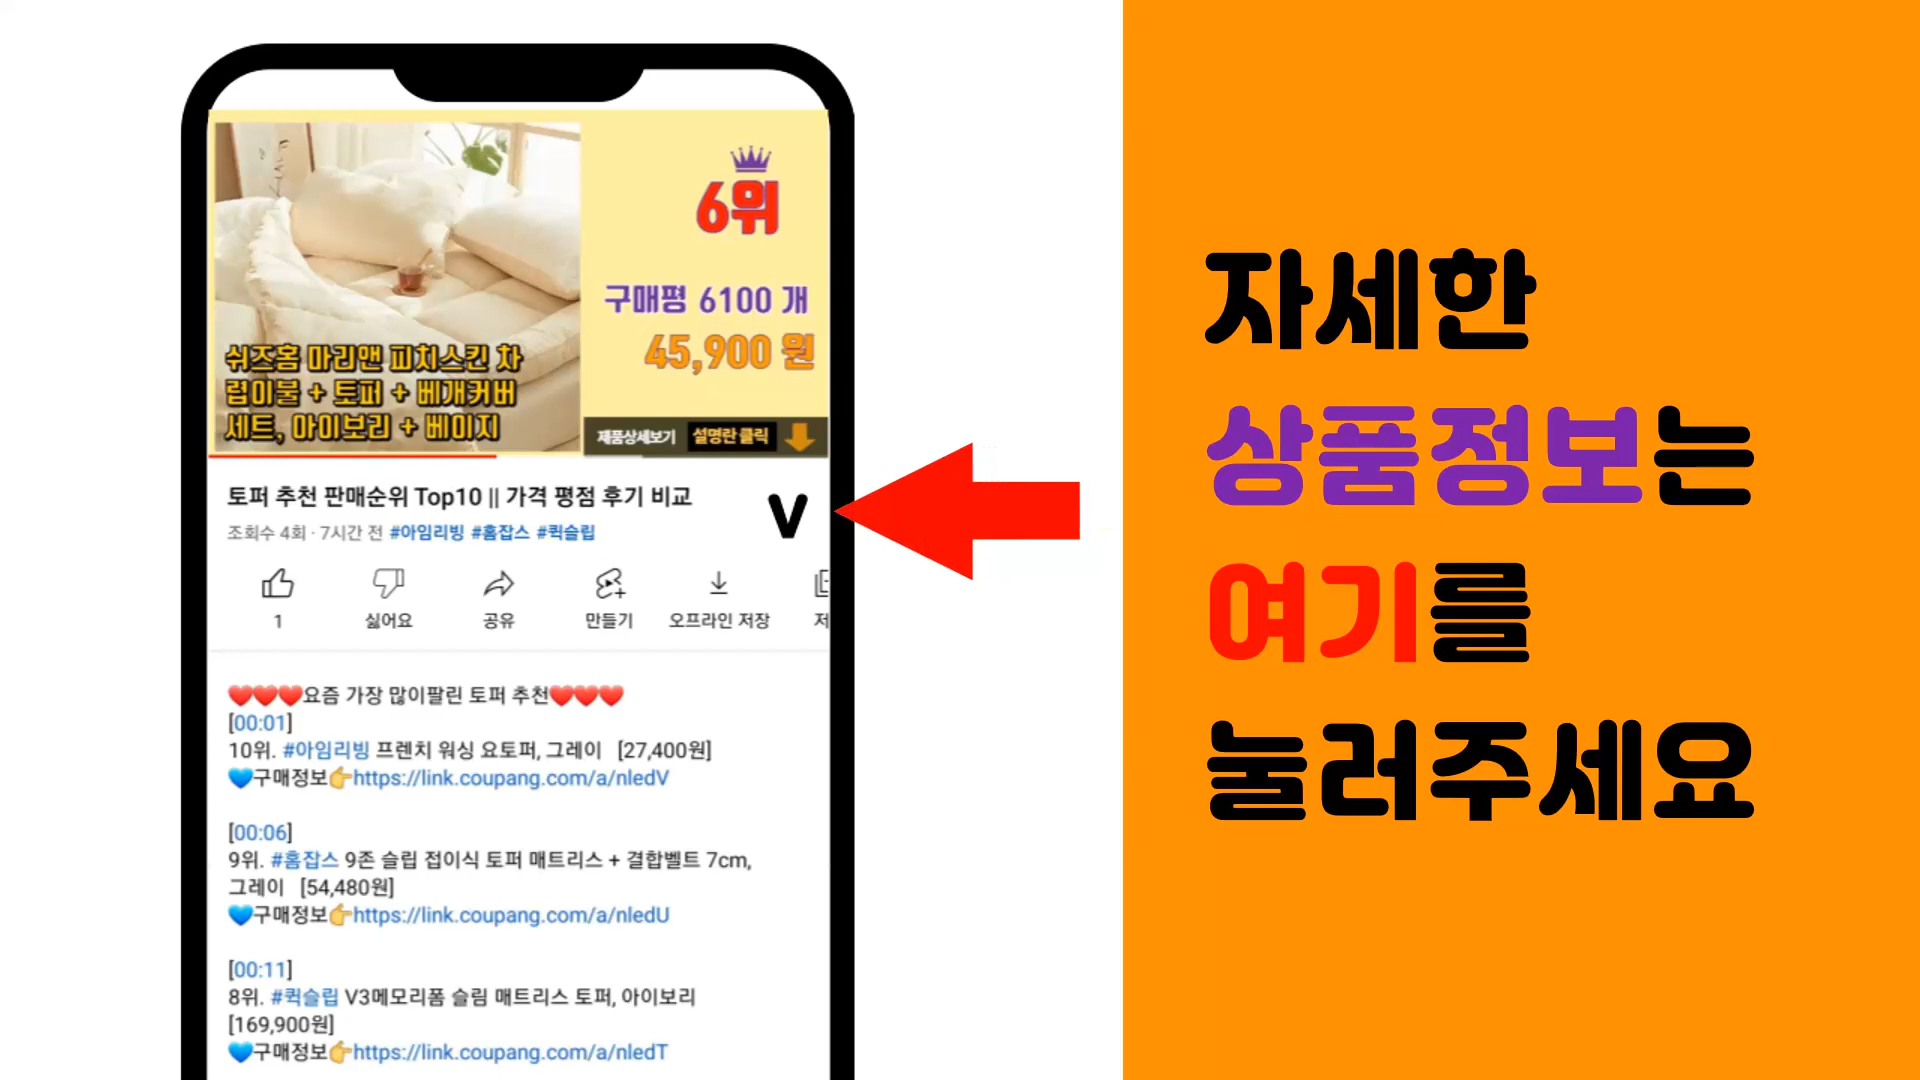 6위
구매평 6100 개
45,900 원
쉬즈홈 마리앤 피치스킨 차
렵이불 + 토퍼 + 베개커버
세트, 아이보리 + 베이지
제품상세보기 설명란 클릭
토퍼 추천 판매순위 Top10 || 가격 평점 후기 비교
조회수 4회 · 7시간 전 #아임리빙 #홈잡스 #퀵슬립
V
1 싫어요 공유 만들기 오프라인 저장 저
❤️❤️❤️요즘 가장 많이팔린 토퍼 추천❤️❤️❤️
[00:01]
10위. #아임리빙 프렌치 워싱 요토퍼, 그레이 [27,400원]
💙구매정보👉https://link.coupang.com/a/nledV
[00:06]
9위. #홈잡스 9존 슬립 접이식 토퍼 매트리스 + 결합벨트 7cm,
그레이 [54,480원]
💙구매정보👉https://link.coupang.com/a/nledU
[00:11]
8위. #퀵슬립 V3메모리폼 슬림 매트리스 토퍼, 아이보리
[169,900원]
💙구매정보👉https://link.coupang.com/a/nledT
자세한
상품정보는
여기를
눌러주세요